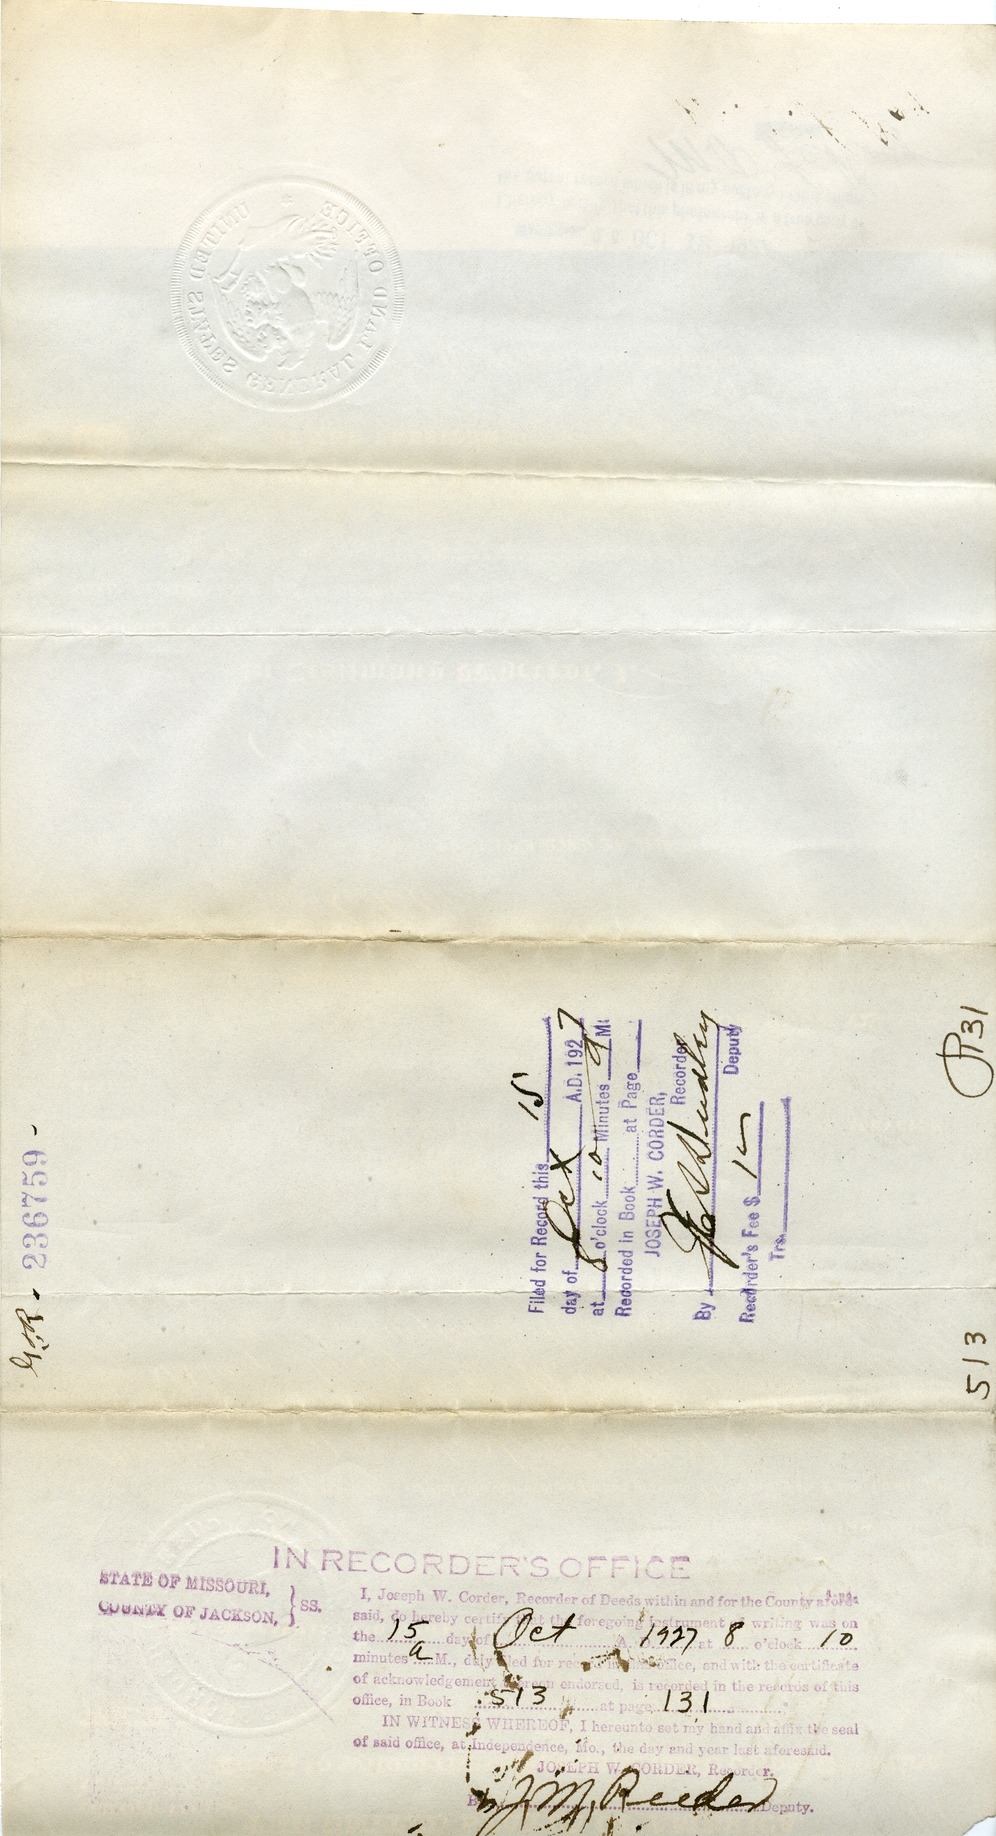 UNITED STATES GENERAL LAND OFFICE
236759 -
Filed for Record this 15
day of Oct A.D. 1927
at 8 o'clock 10 Minutes a M.
Recorded in Book at Page
JOSEPH W. CORDER,
Recorder
By
Deputy
Recorder's Fee $ 1
Trs.
P131
513
IN RECORDER'S OFFICE
STATE OF MISSOURI,
COUNTY OF JACKSON, } SS.
I, Joseph W. Corder, Recorder of Deeds within and for the County afore-
said, do hereby certify that the foregoing instrument of writing was on
the 15 day of Oct A. D. 1927 at 8 o'clock 10
minutes a M., duly filed for record in this office, and with the certificate
of acknowledgement thereon endorsed, is recorded in the records of this
office, in Book 513 at page 131
IN WITNESS WHEREOF, I hereunto set my hand and affix the seal
of said office, at Independence, Mo., the day and year last aforesaid.
JOSEPH W. CORDER, Recorder.
By J. M. Reeder Deputy.